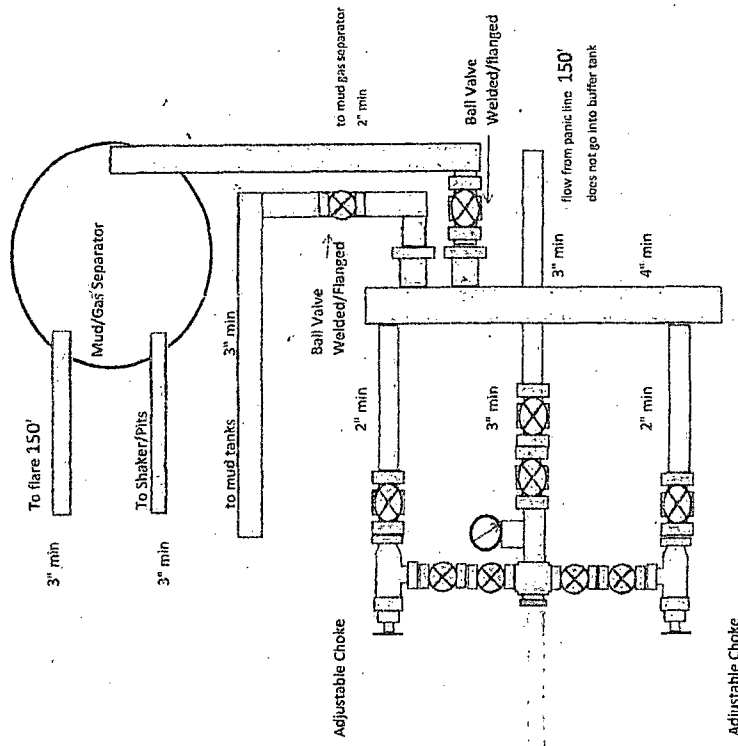 To flare 150'
3" min
Mud/Gas Separator
To Shaker/Pits
3" min
to mud tanks
3" min
to mud gas separator
2" min
Ball Valve
Welded/Flanged
Ball Valve
Welded/flanged
flow from panic line 150'
does not go into buffer tank
3" min
4" min
2" min
3" min
2" min
Adjustable Choke
Adjustable Choke